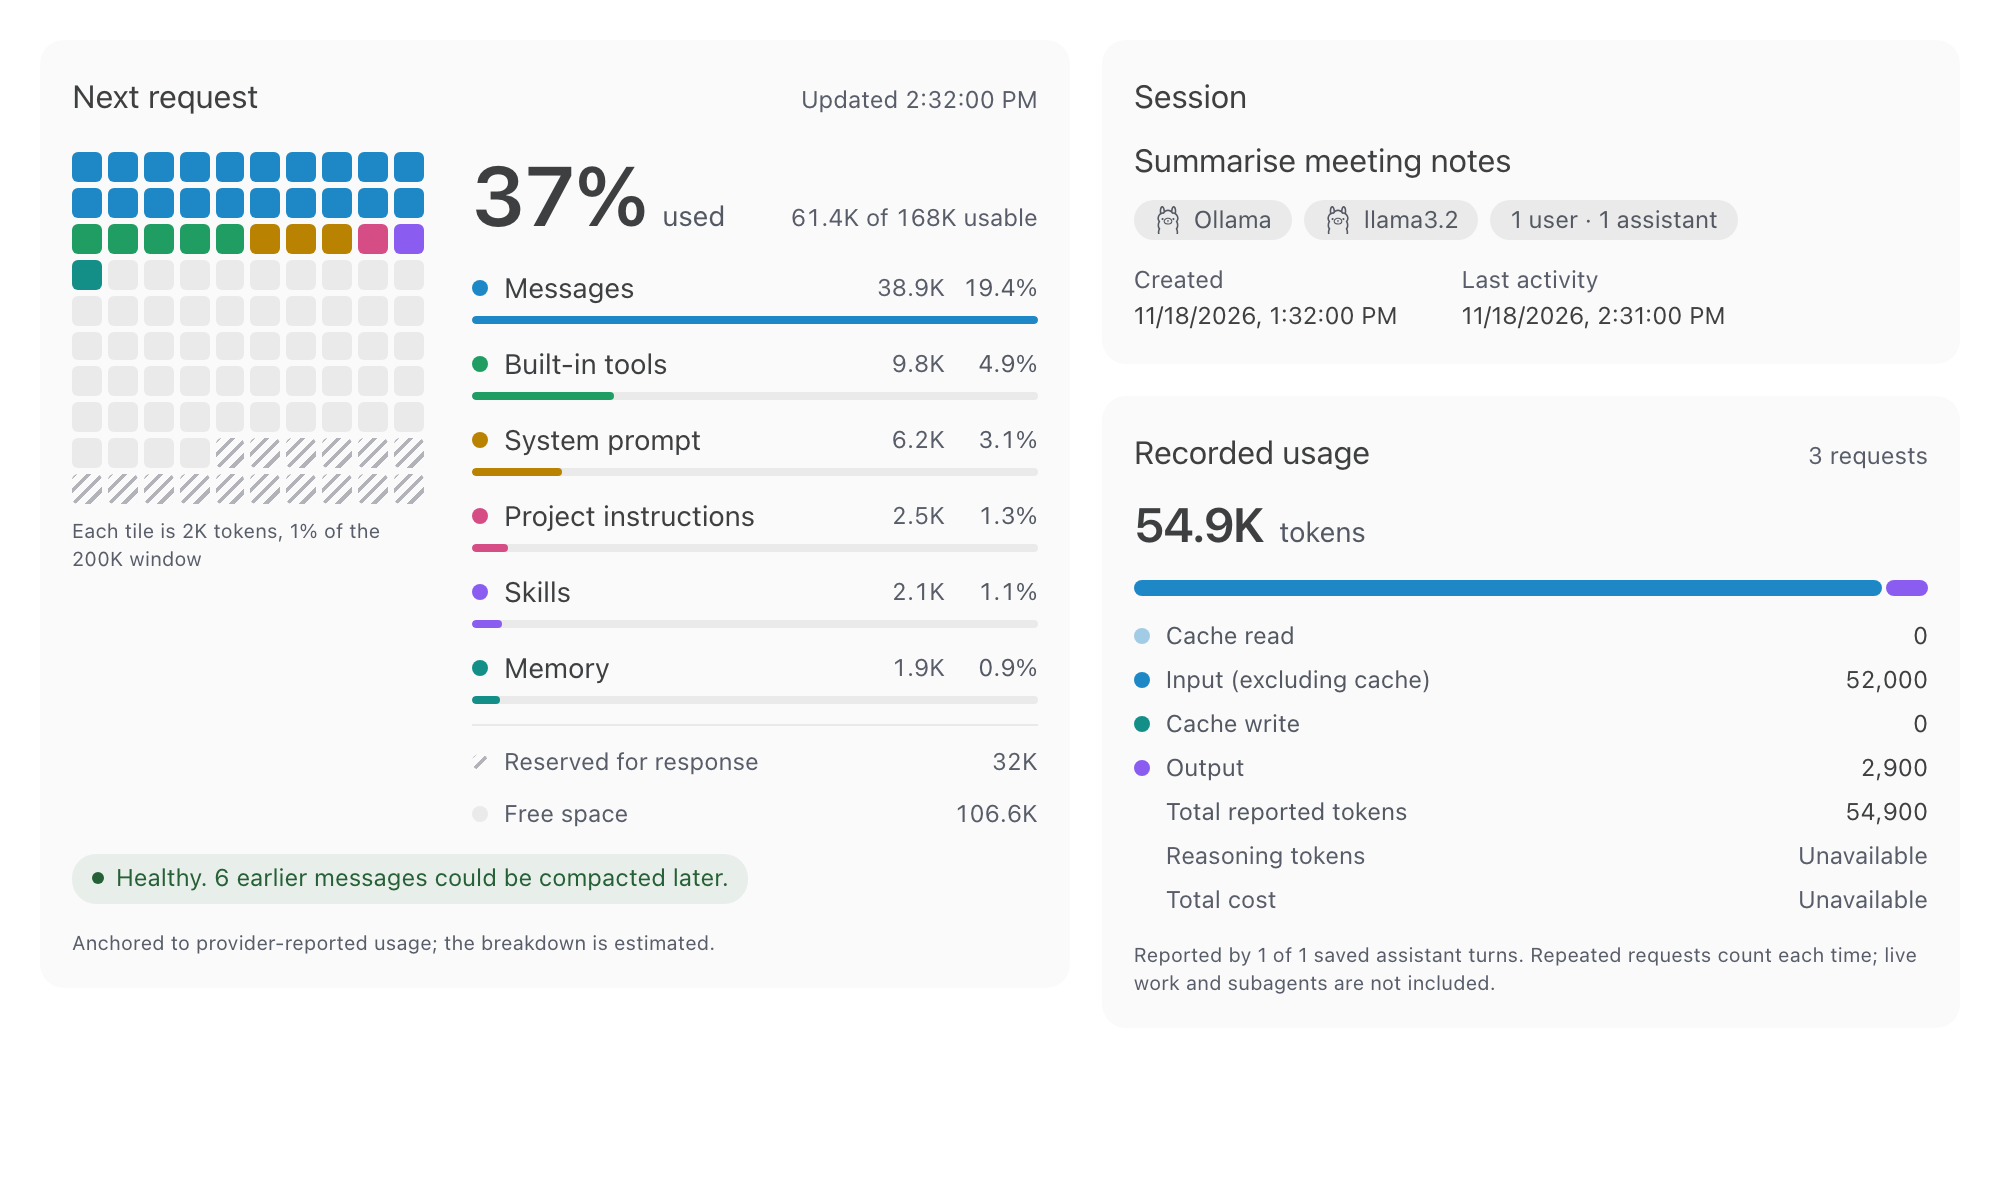 Next request
Updated 2:32:00 PM
37% used
61.4K of 168K usable
Messages 38.9K 19.4%
Built-in tools 9.8K 4.9%
System prompt 6.2K 3.1%
Project instructions 2.5K 1.3%
Skills 2.1K 1.1%
Memory 1.9K 0.9%
Reserved for response 32K
Free space 106.6K
Each tile is 2K tokens, 1% of the
200K window
Healthy. 6 earlier messages could be compacted later.
Anchored to provider-reported usage; the breakdown is estimated.
Session
Summarise meeting notes
Ollama
llama3.2
1 user · 1 assistant
Created
11/18/2026, 1:32:00 PM
Last activity
11/18/2026, 2:31:00 PM
Recorded usage
3 requests
54.9K tokens
Cache read 0
Input (excluding cache) 52,000
Cache write 0
Output 2,900
Total reported tokens 54,900
Reasoning tokens Unavailable
Total cost Unavailable
Reported by 1 of 1 saved assistant turns. Repeated requests count each time; live
work and subagents are not included.